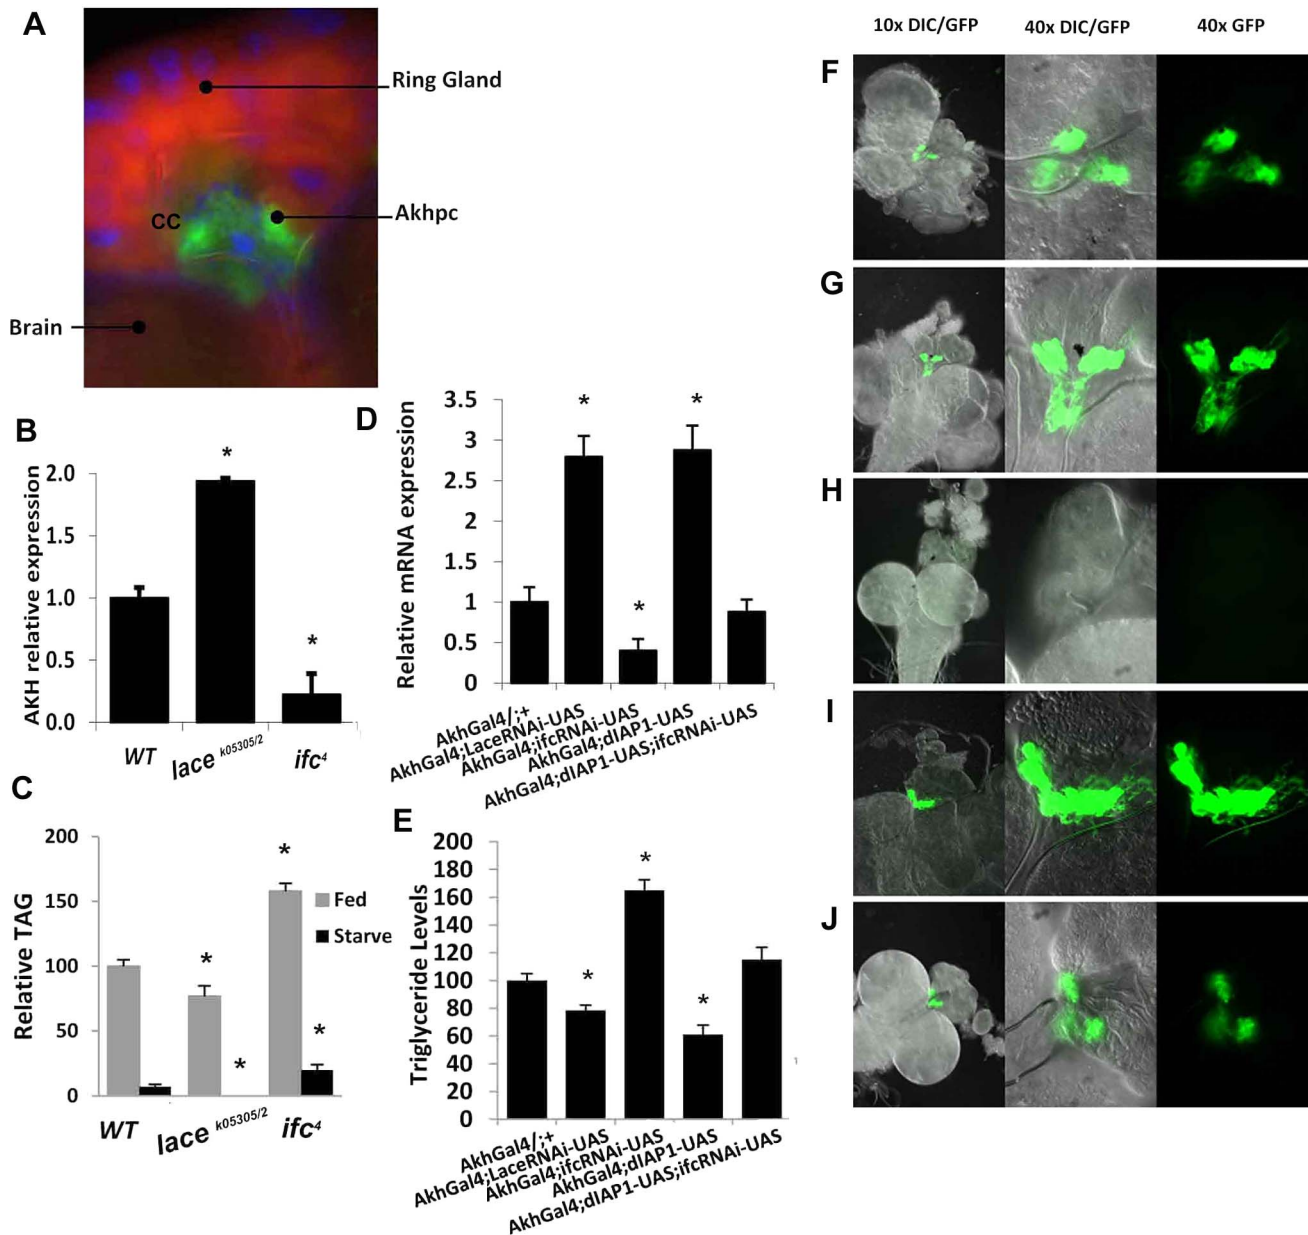 A
Ring Gland
CC
Akhpc
Brain
B
AKH relative expression
2.0
1.5
1.0
0.5
0.0
*
*
WT
lace k05305/2
ifc4
C
Relative TAG
200
150
100
50
0
*
*
*
*
Fed
Starve
WT
lace k05305/2
ifc4
D
Relative mRNA expression
3.5
3
2.5
2
1.5
1
0.5
0
*
*
*
AkhGal4/;+
AkhGal4;LaceRNAi-UAS
AkhGal4;ifcRNAi-UAS
AkhGal4;dIAP1-UAS
AkhGal4;dIAP1-UAS;ifcRNAi-UAS
E
Triglyceride Levels
200
180
160
140
120
100
80
60
40
20
0
*
*
*
AkhGal4/;+
AkhGal4;LaceRNAi-UAS
AkhGal4;ifcRNAi-UAS
AkhGal4;dIAP1-UAS
AkhGal4;dIAP1-UAS;ifcRNAi-UAS
10x DIC/GFP
40x DIC/GFP
40x GFP
F
G
H
I
J